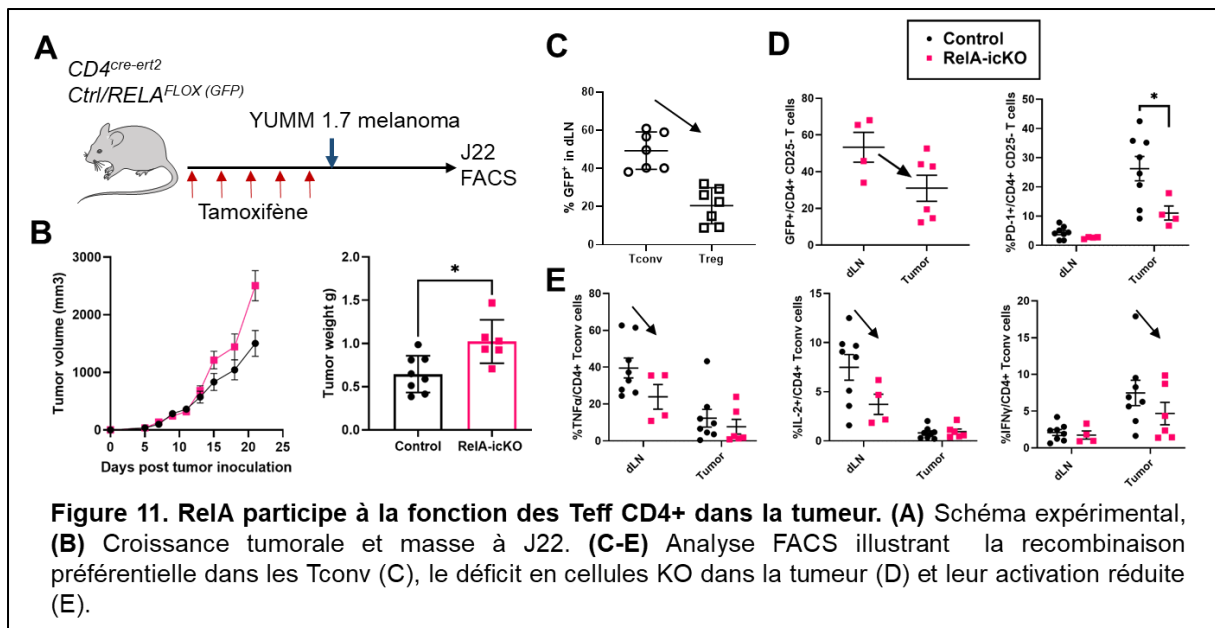 A
CD4cre-ert2
Ctrl/RELAFLOX (GFP)
YUMM 1.7 melanoma
J22
FACS
Tamoxifène
B
Tumor volume (mm3)
3000
2000
1000
0
0 5 10 15 20 25
Days post tumor inoculation
Tumor weight g)
2.0
1.5
1.0
0.5
0.0
*
Control RelA-icKO
C
% GFP+ in dLN
80
60
40
20
0
Tconv Treg
D
Control
RelA-icKO
GFP+/CD4+ CD25- T cells
80
60
40
20
0
dLN Tumor
%PD-1+/CD4+ CD25- T cells
50
40
30
20
10
0
*
dLN Tumor
E
%TNFα/CD4+ Tconv cells
80
60
40
20
0
dLN Tumor
%IL-2+/CD4+ Tconv cells
15
10
5
0
dLN Tumor
%IFNγ/CD4+ Tconv cells
20
15
10
5
0
dLN Tumor
Figure 11. RelA participe à la fonction des Teff CD4+ dans la tumeur. (A) Schéma expérimental,
(B) Croissance tumorale et masse à J22. (C-E) Analyse FACS illustrant la recombinaison
préférentielle dans les Tconv (C), le déficit en cellules KO dans la tumeur (D) et leur activation réduite
(E).